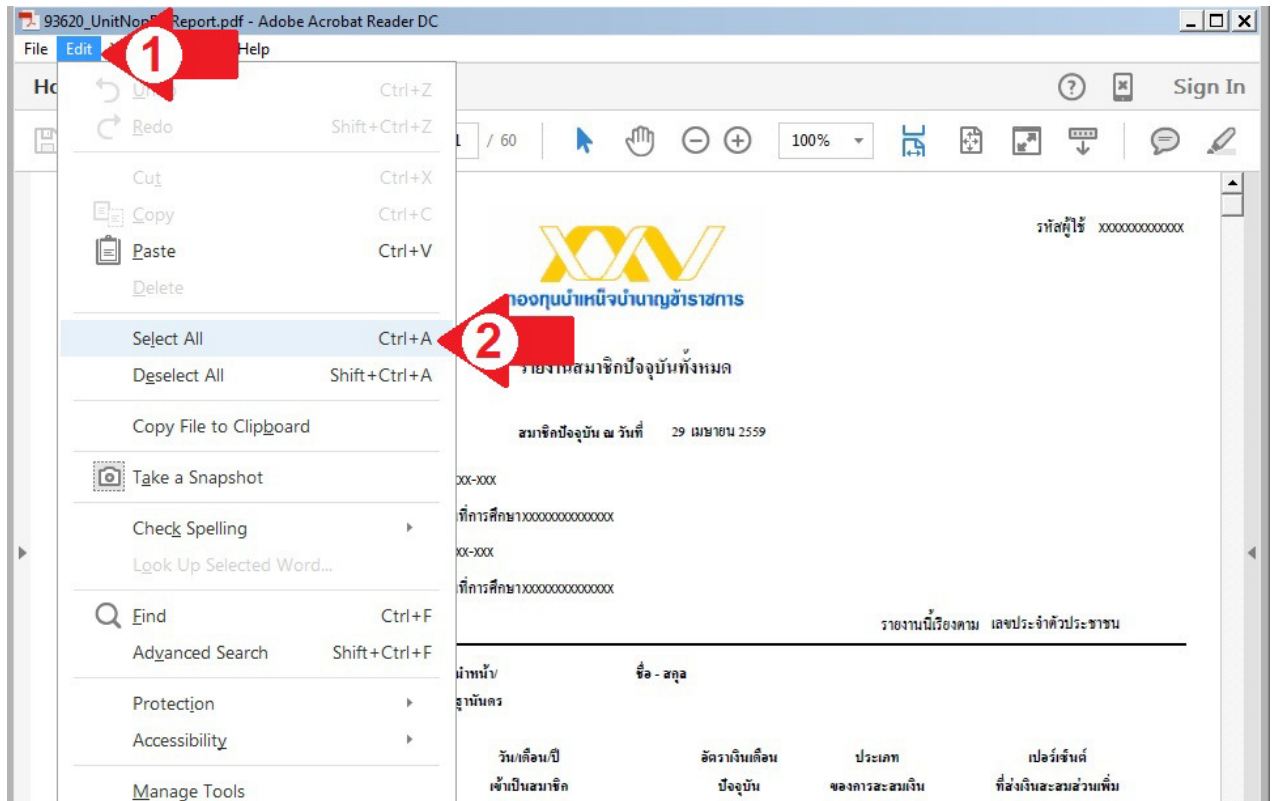 93620_UnitNon Report.pdf - Adobe Acrobat Reader DC
File Edit Help
1
Sign In
Undo Ctrl+Z
Redo Shift+Ctrl+Z
/ 60 100%
Cut Ctrl+X
Copy Ctrl+C
Paste Ctrl+V
Delete
Select All Ctrl+A
2
Deselect All Shift+Ctrl+A
Copy File to Clipboard
Take a Snapshot
Check Spelling
Look Up Selected Word...
Find Ctrl+F
Advanced Search Shift+Ctrl+F
Protection
Accessibility
Manage Tools
รหัสผู้ใช้ xxxxxxxxxxxxx
กองทุนบำเหน็จบำนาญข้าราชการ
รายงานสมาชิกปัจจุบันทั้งหมด
สมาชิกปัจจุบัน ณ วันที่ 29 เมษายน 2559
xx-xxx
ที่การศึกษาxxxxxxxxxxxxxx
xx-xxx
ที่การศึกษาxxxxxxxxxxxxxx
รายงานนี้เรียงตาม เลขประจำตัวประชาชน
นำหน้า/ ชื่อ - สกุล
ฐานันดร
วัน/เดือน/ปี อัตราเงินเดือน ประเภท เปอร์เซ็นต์
เข้าเป็นสมาชิก ปัจจุบัน ของการสะสมเงิน ที่ส่งเงินสะสมส่วนเพิ่ม